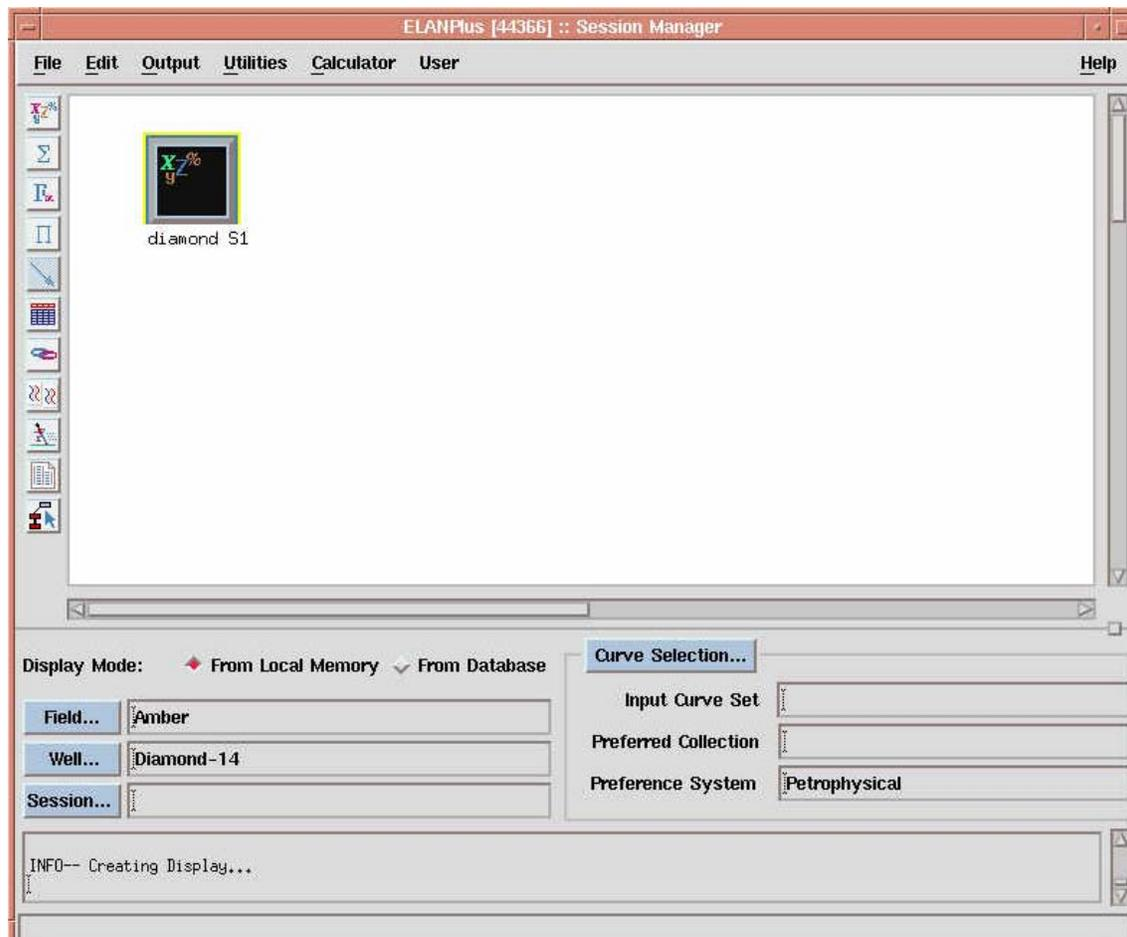 ELANPlus [44366] :: Session Manager
File Edit Output Utilities Calculator User Help
diamond S1
Display Mode: From Local Memory From Database
Curve Selection...
Input Curve Set
Field... Amber
Preferred Collection
Well... Diamond-14
Preference System Petrophysical
Session...
INFO-- Creating Display...